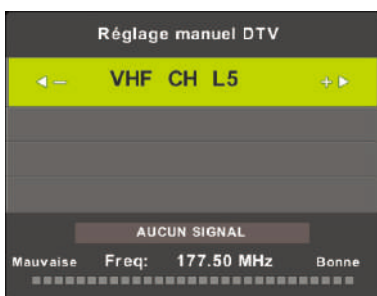 Réglage manuel DTV
– VHF CH L5 +
AUCUN SIGNAL
Mauvaise Freq: 177.50 MHz Bonne